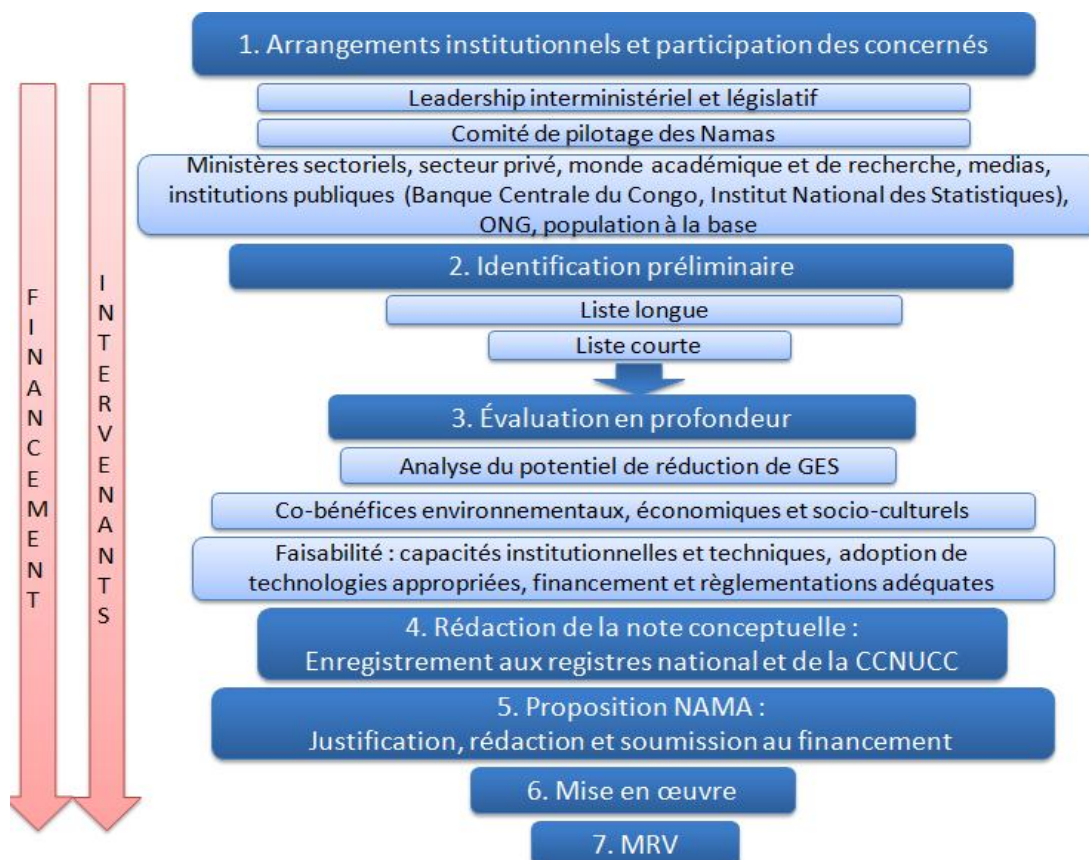 1. Arrangements institutionnels et participation des concernés
Leadership interministériel et législatif
Comité de pilotage des Namas
Ministères sectoriels, secteur privé, monde académique et de recherche, medias,
institutions publiques (Banque Centrale du Congo, Institut National des Statistiques),
ONG, population à la base
2. Identification préliminaire
Liste longue
Liste courte
3. Évaluation en profondeur
Analyse du potentiel de réduction de GES
Co-bénéfices environnementaux, économiques et socio-culturels
Faisabilité : capacités institutionnelles et techniques, adoption de
technologies appropriées, financement et règlementations adéquates
4. Rédaction de la note conceptuelle :
Enregistrement aux registres national et de la CCNUCC
5. Proposition NAMA :
Justification, rédaction et soumission au financement
6. Mise en œuvre
7. MRV
FINANCEMENT
INTERVENANTS